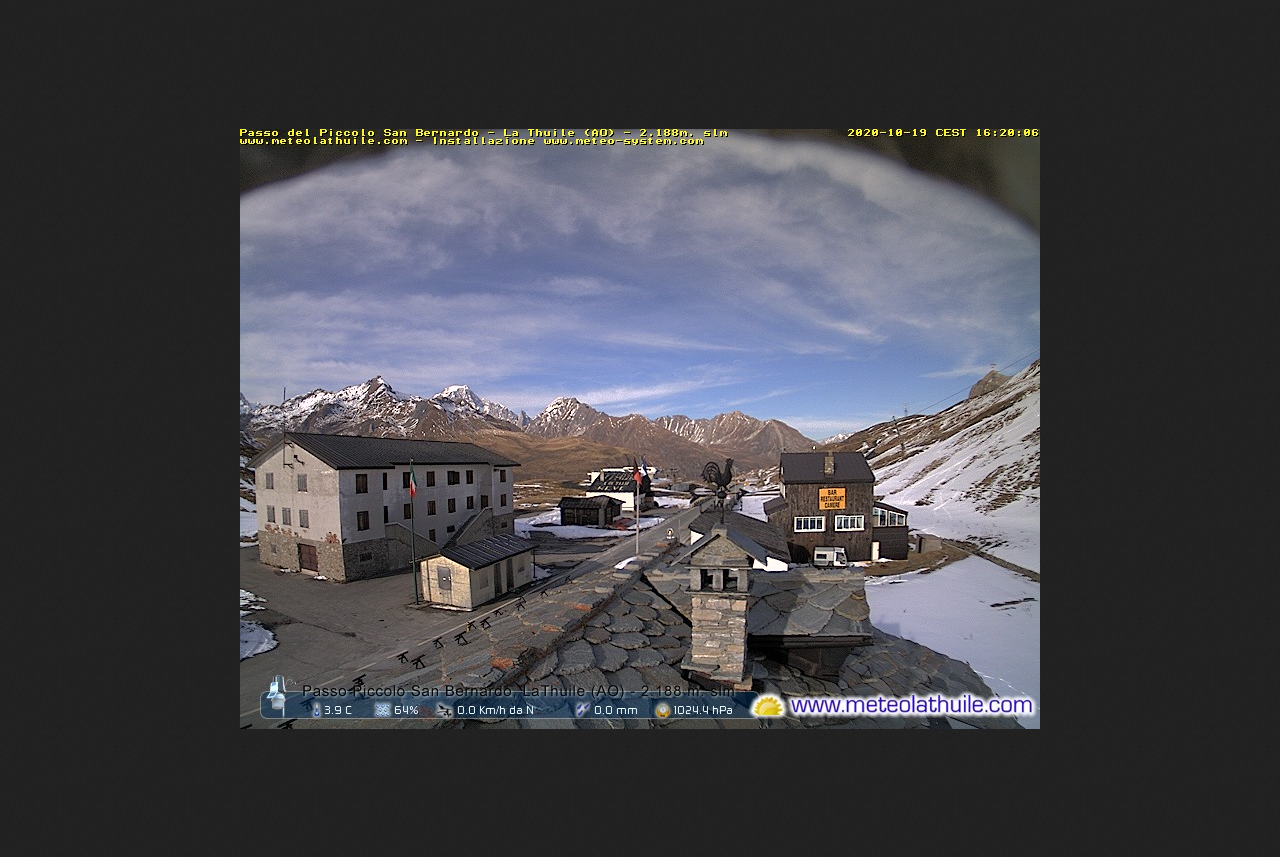 Passo del Piccolo San Bernardo - La Thuile (AO) - 2.188m. slm
2020-10-19 CEST 16:20:06
www.meteolathuile.com - Installazione www.meteo-system.com
BAR
RESTAURANT
CAMERE
Passo Piccolo San Bernardo, LaThuile (AO) - 2.188 m. slm
3.9 C
64%
0.0 Km/h da N
0.0 mm
1024.4 hPa
www.meteolathuile.com